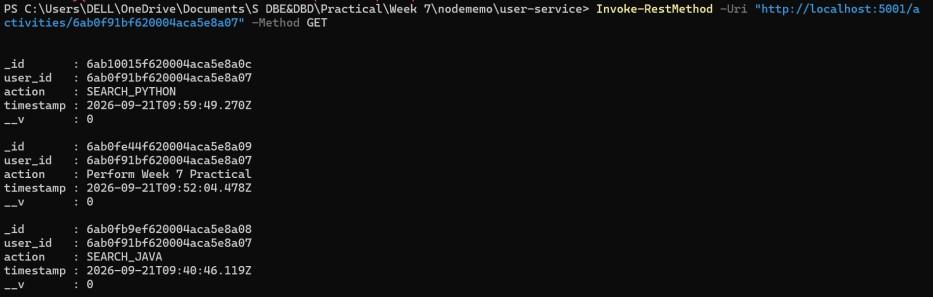 PS C:\Users\DELL\OneDrive\Documents\S DBE&DBD\Practical\Week 7\nodememo\user-service> Invoke-RestMethod -Uri "http://localhost:5001/a
ctivities/6ab0f91bf620004aca5e8a07" -Method GET
_id : 6ab10015f620004aca5e8a0c
user_id : 6ab0f91bf620004aca5e8a07
action : SEARCH_PYTHON
timestamp : 2026-09-21T09:59:49.270Z
__v : 0
_id : 6ab0fe44f620004aca5e8a09
user_id : 6ab0f91bf620004aca5e8a07
action : Perform Week 7 Practical
timestamp : 2026-09-21T09:52:04.478Z
__v : 0
_id : 6ab0fb9ef620004aca5e8a08
user_id : 6ab0f91bf620004aca5e8a07
action : SEARCH_JAVA
timestamp : 2026-09-21T09:40:46.119Z
__v : 0